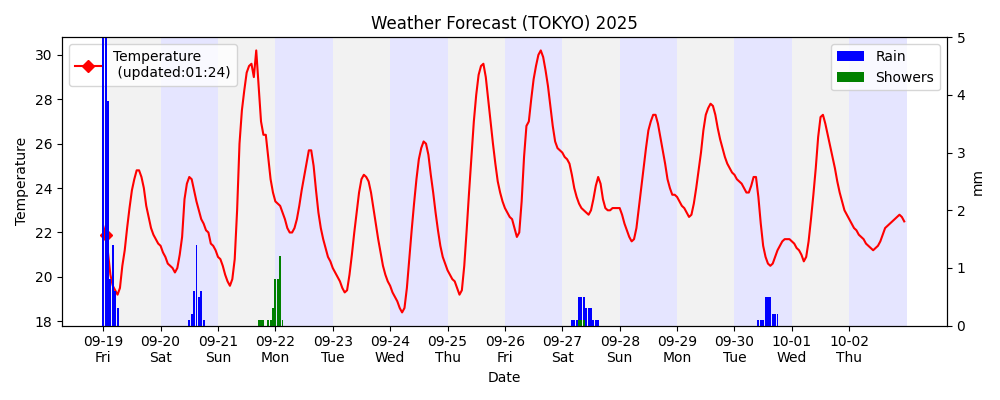 Weather Forecast (TOKYO) 2025
Temperature
(updated:01:24)
Rain
Showers
Temperature
30
28
26
24
22
20
18
5
4
3
2
1
0
mm
09-19 09-20 09-21 09-22 09-23 09-24 09-25 09-26 09-27 09-28 09-29 09-30 10-01 10-02
Fri Sat Sun Mon Tue Wed Thu Fri Sat Sun Mon Tue Wed Thu
Date